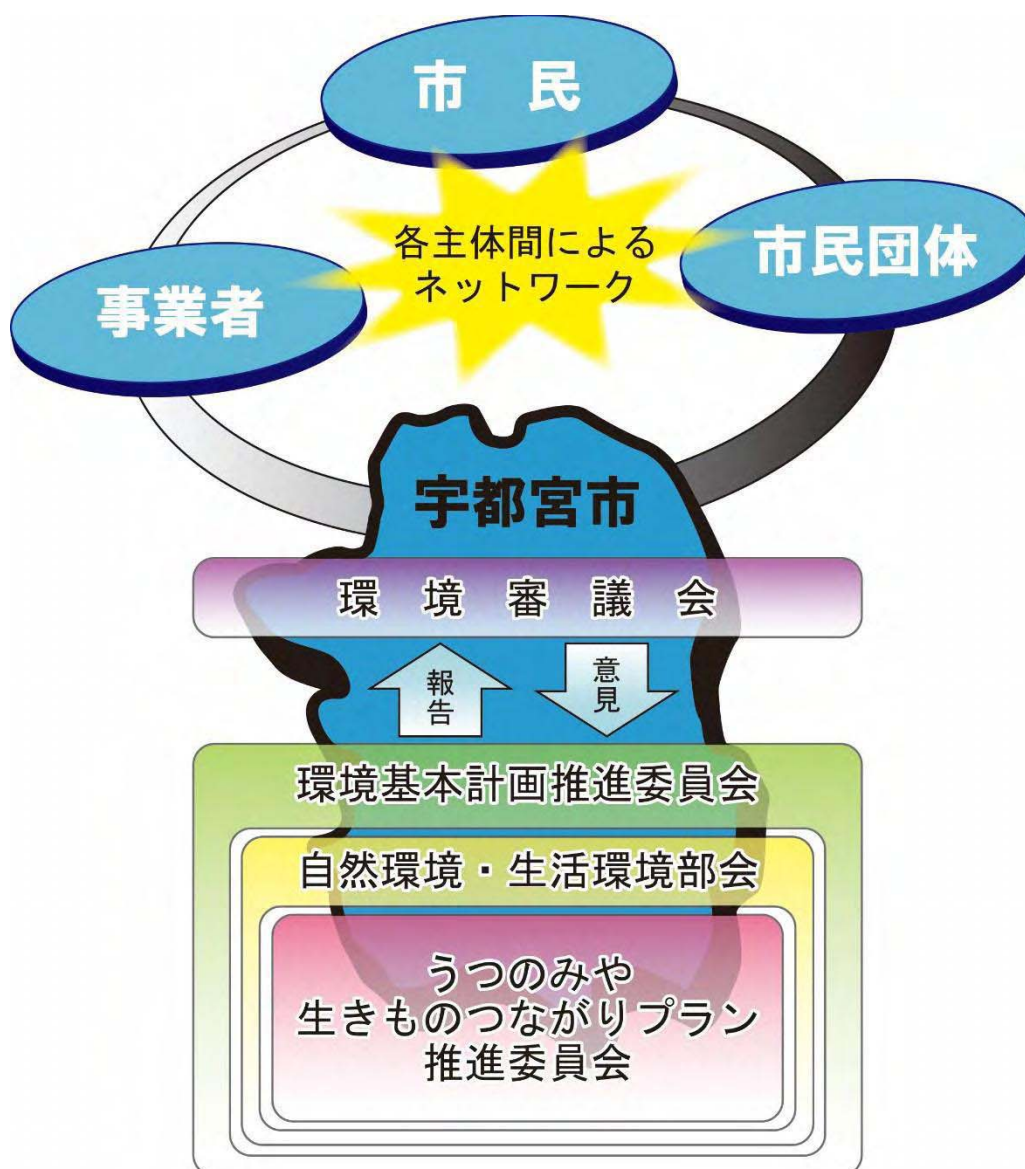 市 民
各主体間による
ネットワーク
市民団体
事業者
宇都宮市
環 境 審 議 会
報告
意見
環境基本計画推進委員会
自然環境・生活環境部会
うつのみや
生きものつながりプラン
推進委員会